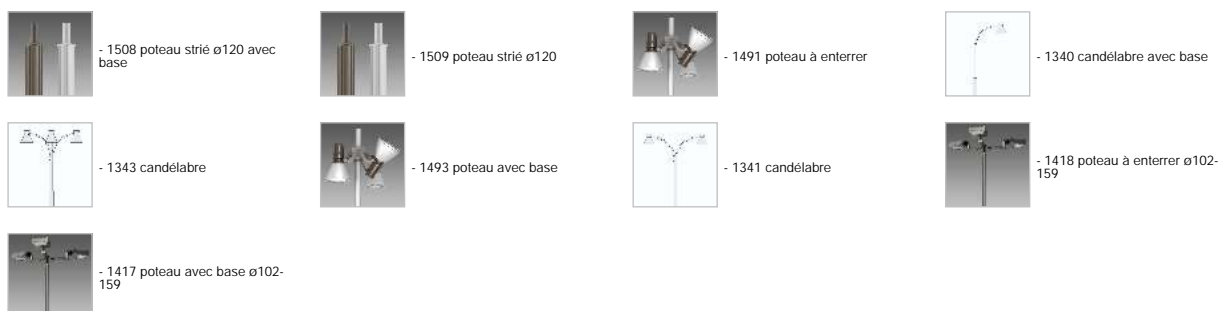 - 1508 poteau strié ø120 avec
base
- 1509 poteau strié ø120
- 1491 poteau à enterrer
- 1340 candélabre avec base
- 1343 candélabre
- 1493 poteau avec base
- 1341 candélabre
- 1418 poteau à enterrer ø102-
159
- 1417 poteau avec base ø102-
159